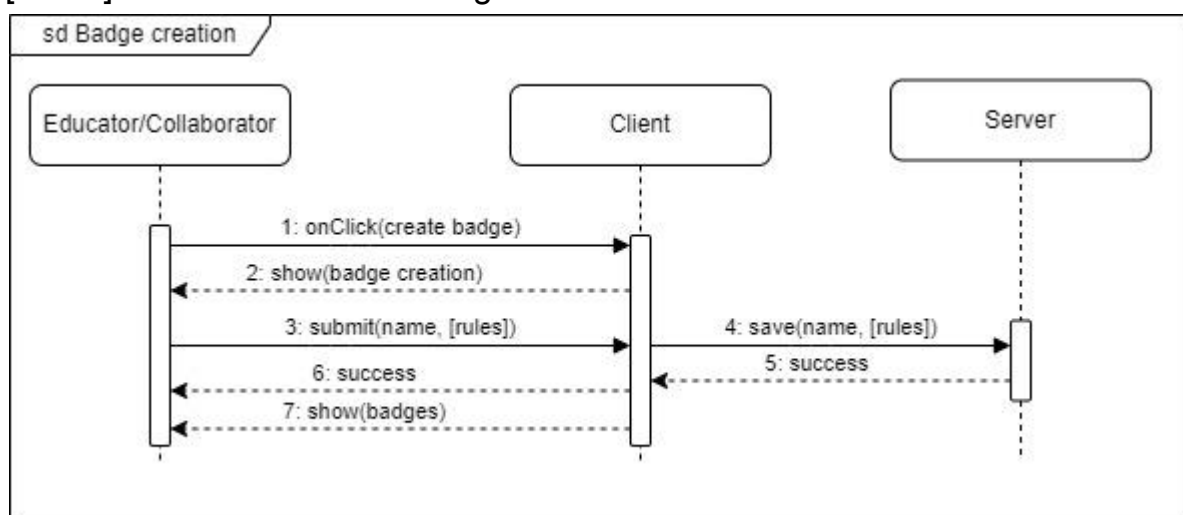 sd Badge creation
Educator/Collaborator
Client
Server
1: onClick(create badge)
2: show(badge creation)
3: submit(name, [rules])
4: save(name, [rules])
5: success
6: success
7: show(badges)